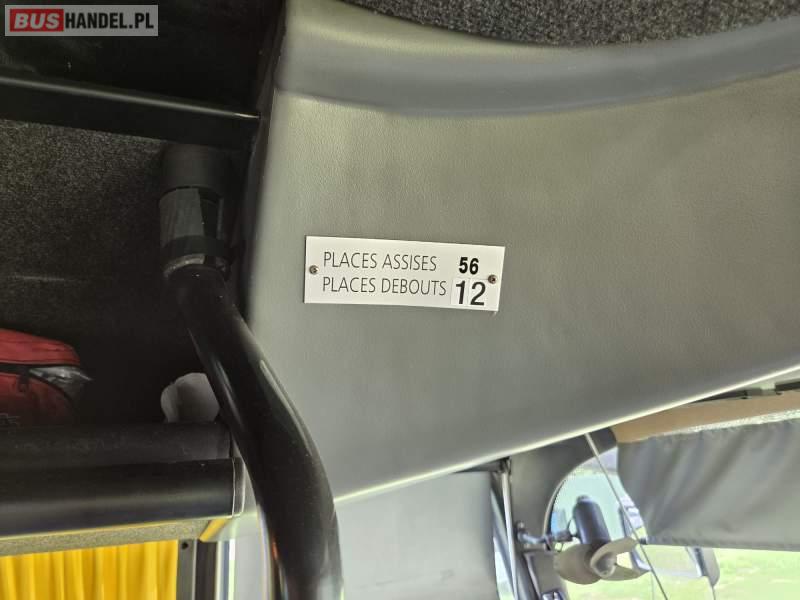 BUSHANDEL.PL
PLACES ASSISES 56
PLACES DEBOUTS 12